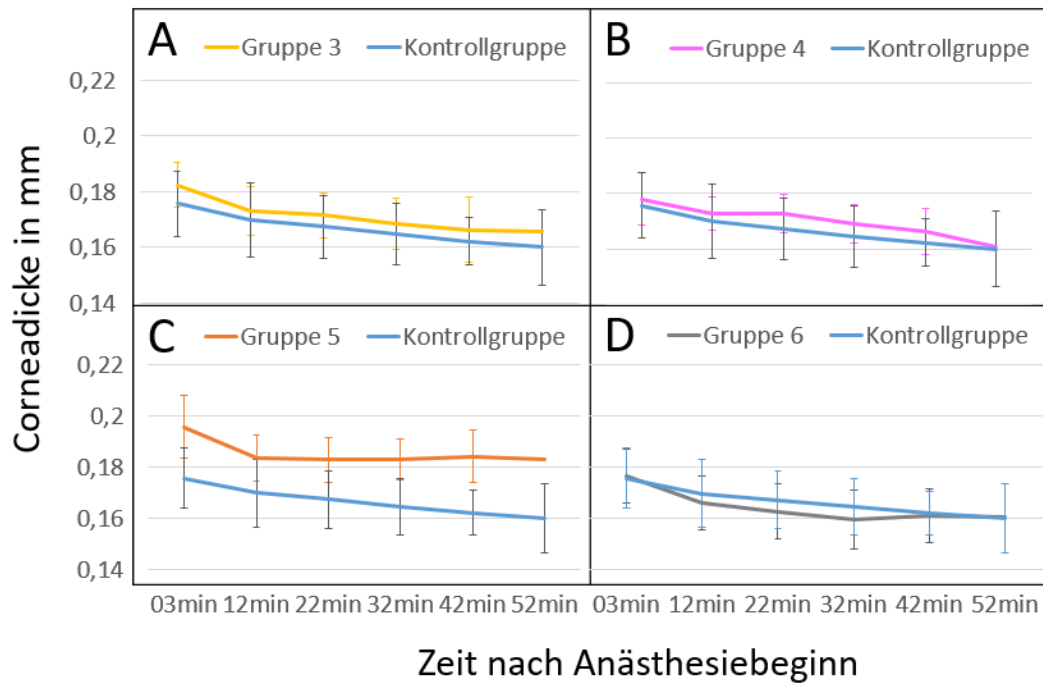 A Gruppe 3 Kontrollgruppe
B Gruppe 4 Kontrollgruppe
0,22
0,2
0,18
0,16
0,14
C Gruppe 5 Kontrollgruppe
D Gruppe 6 Kontrollgruppe
0,22
0,2
0,18
0,16
0,14
Corneadicke in mm
03min 12min 22min 32min 42min 52min
03min 12min 22min 32min 42min 52min
Zeit nach Anästhesiebeginn